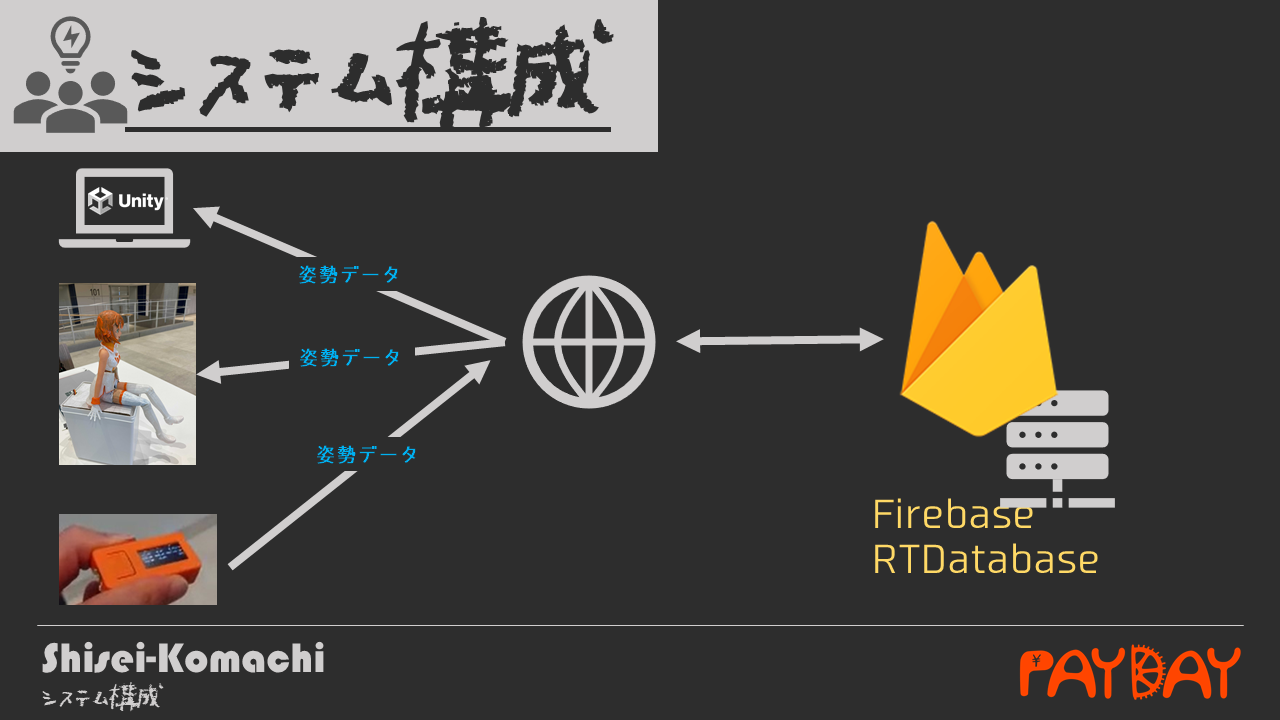 システム構成
Unity
姿勢データ
101
姿勢データ
姿勢データ
Firebase
RTDatabase
Shisei-Komachi
システム構成
PAYDAY